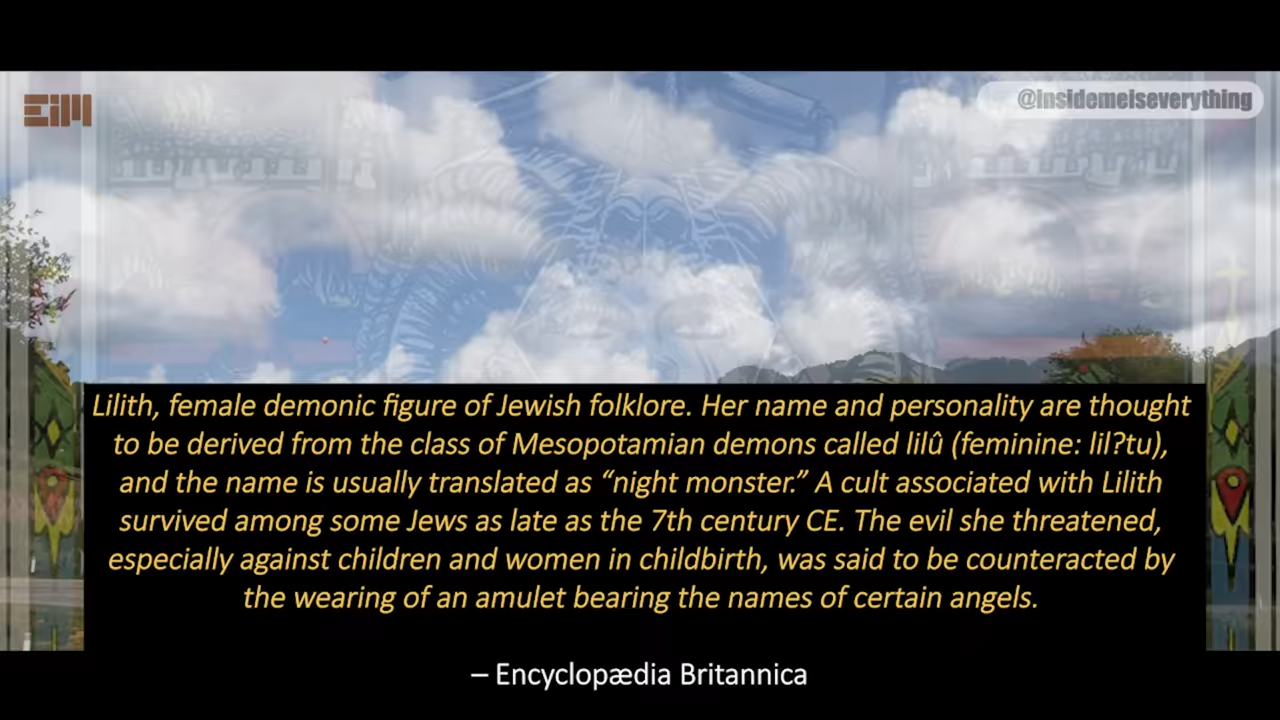 EiM
@Insidemeiseverything
Lilith, female demonic figure of Jewish folklore. Her name and personality are thought
to be derived from the class of Mesopotamian demons called lilû (feminine: lil?tu),
and the name is usually translated as “night monster.” A cult associated with Lilith
survived among some Jews as late as the 7th century CE. The evil she threatened,
especially against children and women in childbirth, was said to be counteracted by
the wearing of an amulet bearing the names of certain angels.
– Encyclopædia Britannica